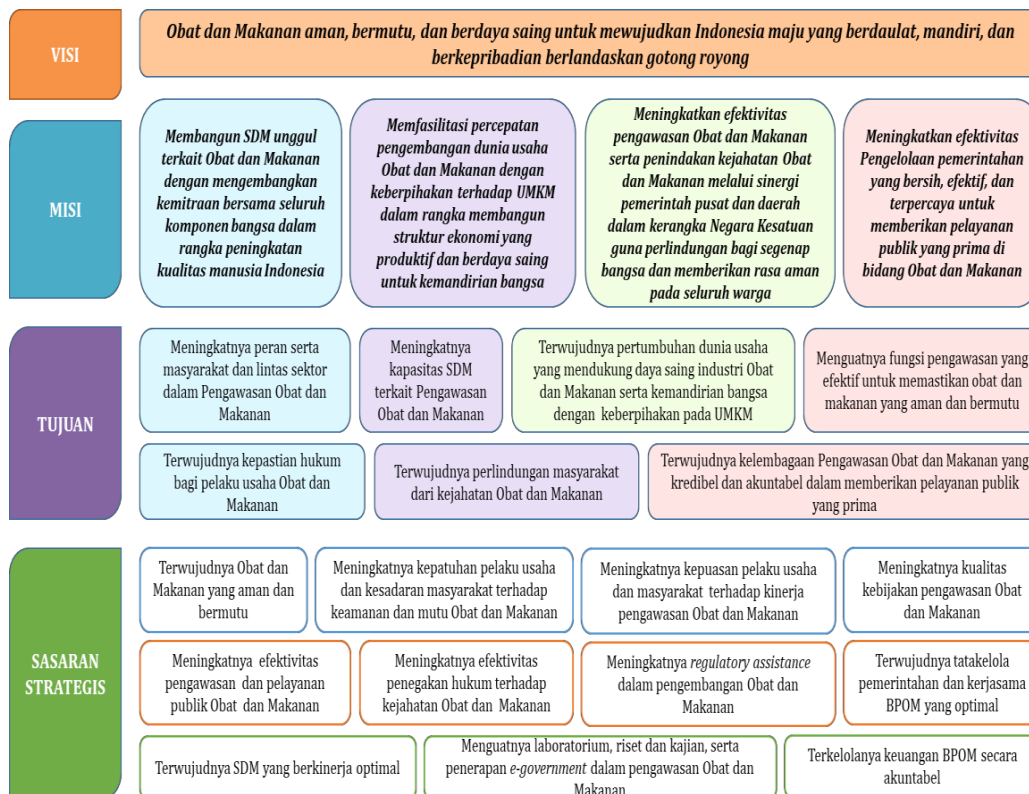 VISI
Obat dan Makanan aman, bermutu, dan berdaya saing untuk mewujudkan Indonesia maju yang berdaulat, mandiri, dan
berkepribadian berlandaskan gotong royong
MISI
Membangun SDM unggul
terkait Obat dan Makanan
dengan mengembangkan
kemitraan bersama seluruh
komponen bangsa dalam
rangka peningkatan
kualitas manusia Indonesia
Memfasilitasi percepatan
pengembangan dunia usaha
Obat dan Makanan dengan
keberpihakan terhadap UMKM
dalam rangka membangun
struktur ekonomi yang
produktif dan berdaya saing
untuk kemandirian bangsa
Meningkatkan efektivitas
pengawasan Obat dan Makanan
serta penindakan kejahatan Obat
dan Makanan melalui sinergi
pemerintah pusat dan daerah
dalam kerangka Negara Kesatuan
guna perlindungan bagi segenap
bangsa dan memberikan rasa aman
pada seluruh warga
Meningkatkan efektivitas
Pengelolaan pemerintahan
yang bersih, efektif, dan
terpercaya untuk
memberikan pelayanan
publik yang prima di
bidang Obat dan Makanan
TUJUAN
Meningkatnya peran serta
masyarakat dan lintas sektor
dalam Pengawasan Obat dan
Makanan
Meningkatnya
kapasitas SDM
terkait Pengawasan
Obat dan Makanan
Terwujudnya pertumbuhan dunia usaha
yang mendukung daya saing industri Obat
dan Makanan serta kemandirian bangsa
dengan keberpihakan pada UMKM
Menguatnya fungsi pengawasan yang
efektif untuk memastikan obat dan
makanan yang aman dan bermutu
Terwujudnya kepastian hukum
bagi pelaku usaha Obat dan
Makanan
Terwujudnya perlindungan masyarakat
dari kejahatan Obat dan Makanan
Terwujudnya kelembagaan Pengawasan Obat dan Makanan yang
kredibel dan akuntabel dalam memberikan pelayanan publik
yang prima
SASARAN
STRATEGIS
Terwujudnya Obat dan
Makanan yang aman dan
bermutu
Meningkatnya kepatuhan pelaku usaha
dan kesadaran masyarakat terhadap
keamanan dan mutu Obat dan Makanan
Meningkatnya kepuasan pelaku usaha
dan masyarakat terhadap kinerja
pengawasan Obat dan Makanan
Meningkatnya kualitas
kebijakan pengawasan Obat
dan Makanan
Meningkatnya efektivitas
pengawasan dan pelayanan
publik Obat dan Makanan
Meningkatnya efektivitas
penegakan hukum terhadap
kejahatan Obat dan Makanan
Meningkatnya regulatory assistance
dalam pengembangan Obat dan
Makanan
Terwujudnya tatakelola
pemerintahan dan kerjasama
BPOM yang optimal
Terwujudnya SDM yang berkinerja optimal
Menguatnya laboratorium, riset dan kajian, serta
penerapan e-government dalam pengawasan Obat dan
Makanan
Terkelolanya keuangan BPOM secara
akuntabel